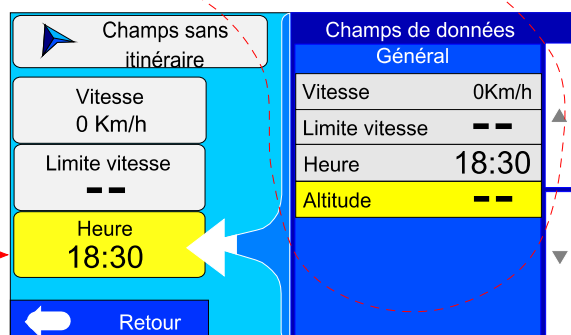 Champs sans
itinéraire
Vitesse
0 Km/h
Limite vitesse
--
Heure
18:30
Retour
Champs de données
Général
Vitesse 0Km/h
Limite vitesse --
Heure 18:30
Altitude --